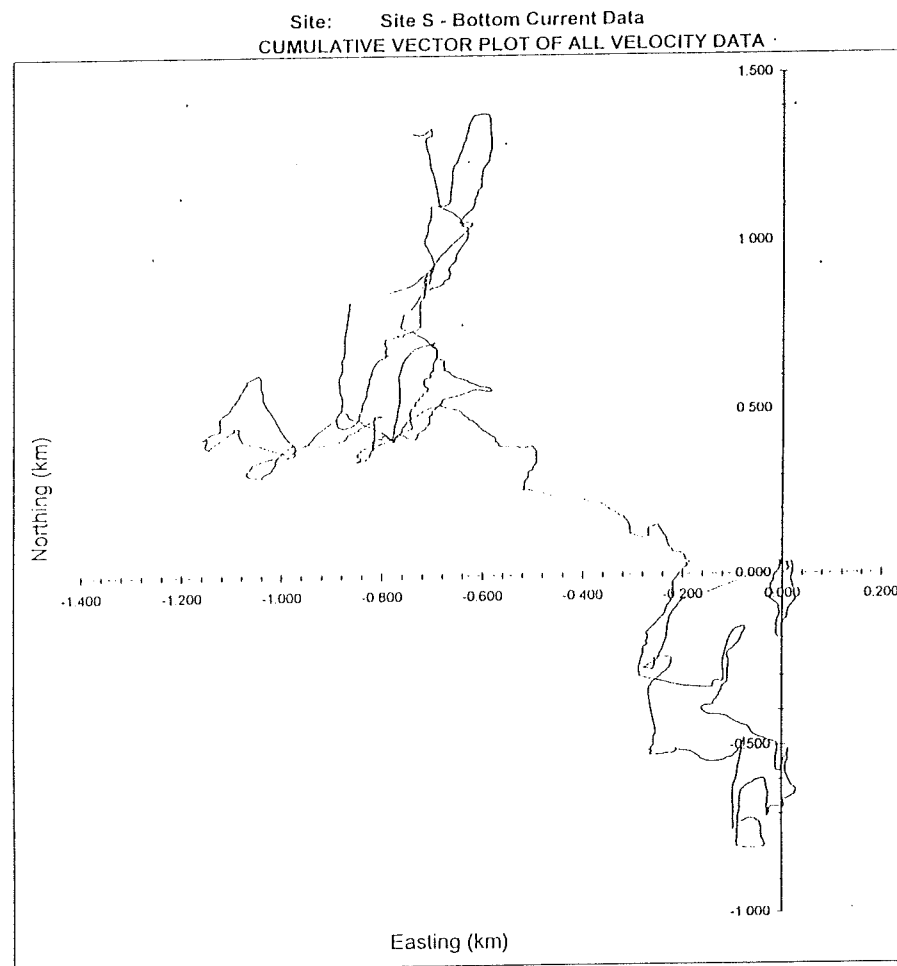 Site: Site S - Bottom Current Data
CUMULATIVE VECTOR PLOT OF ALL VELOCITY DATA
1.500
1 000
0 500
0.000
-1.400 -1.200 -1.000 -0.800 -0.600 -0.400 -0.200 0.000 0.200
-0.500
-1 000
Northing (km)
Easting (km)